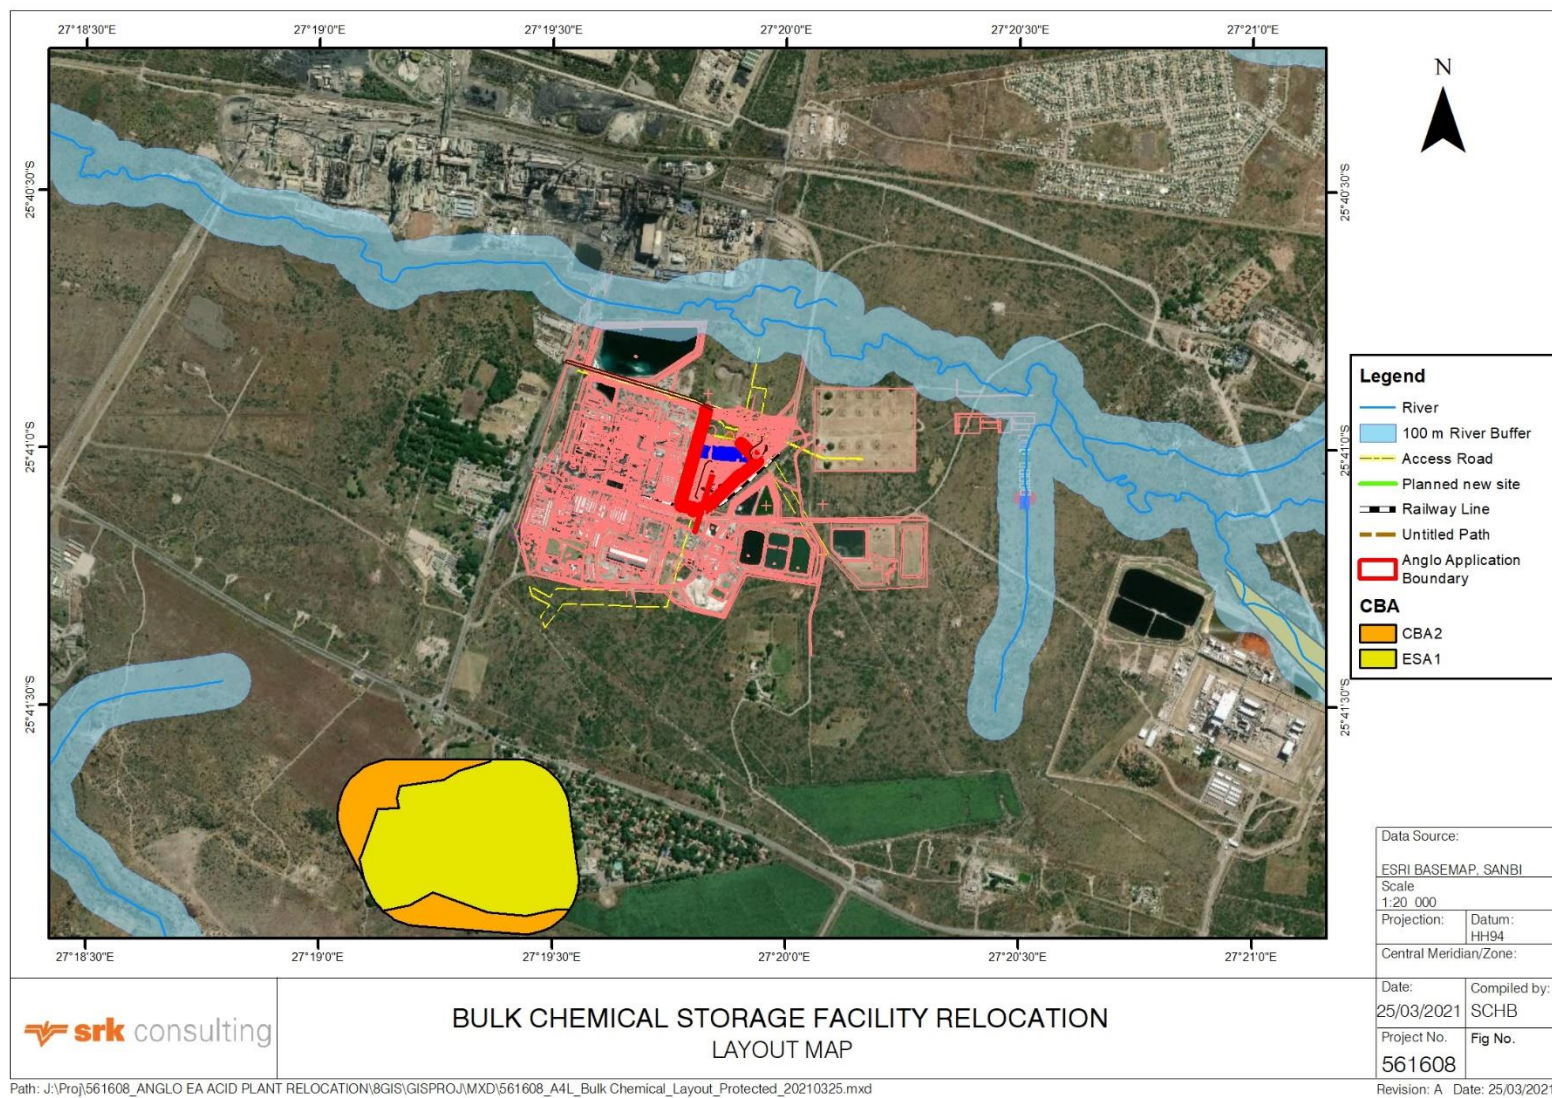 27°18'30"E 27°19'0"E 27°19'30"E 27°20'0"E 27°20'30"E 27°21'0"E
N
25°40'30"S 25°40'30"S
25°41'0"S 25°41'0"S
25°41'30"S 25°41'30"S
Legend
River
100 m River Buffer
Access Road
Planned new site
Railway Line
Untitled Path
Anglo Application
Boundary
CBA
CBA2
ESA1
27°18'30"E 27°19'0"E 27°19'30"E 27°20'0"E 27°20'30"E 27°21'0"E
Data Source:
ESRI BASEMAP, SANBI
Scale
1:20 000
Projection: Datum:
HH94
Central Meridian/Zone:
Date: Compiled by:
25/03/2021 SCHB
Project No. Fig No.
561608
srk consulting
BULK CHEMICAL STORAGE FACILITY RELOCATION
LAYOUT MAP
Path: J:\Proj\561608_ANGLO EA ACID PLANT RELOCATION\8GIS\GISPROJ\MXD\561608_A4L_Bulk Chemical_Layout_Protected_20210325.mxd
Revision: A Date: 25/03/2021